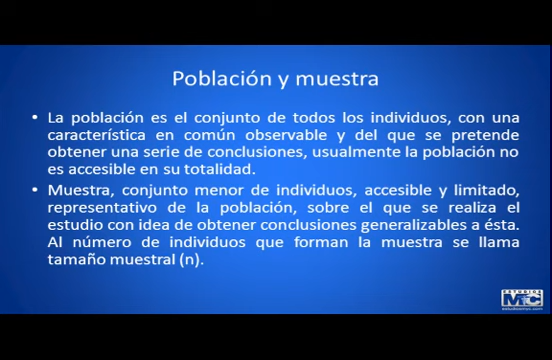 Población y muestra
• La población es el conjunto de todos los individuos, con una
característica en común observable y del que se pretende
obtener una serie de conclusiones, usualmente la población no
es accesible en su totalidad.
• Muestra, conjunto menor de individuos, accesible y limitado,
representativo de la población, sobre el que se realiza el
estudio con idea de obtener conclusiones generalizables a ésta.
Al número de individuos que forman la muestra se llama
tamaño muestral (n).
ESTUDIOS
MyC